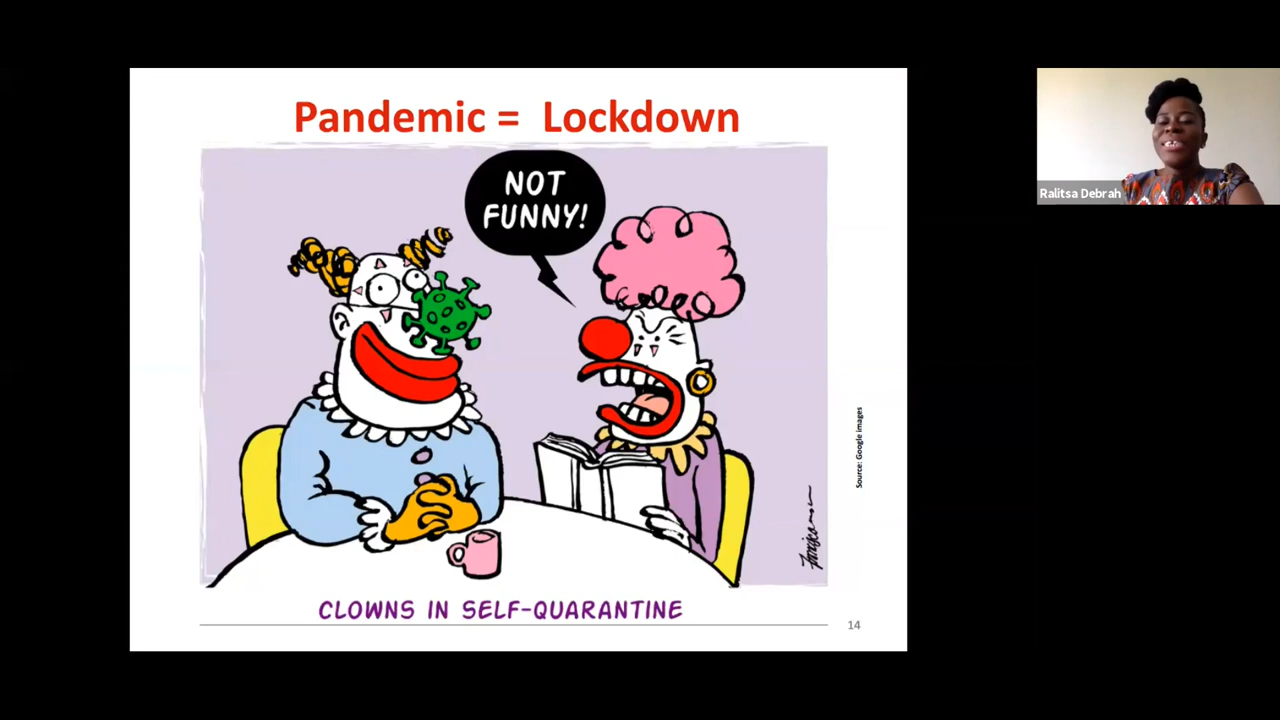 Pandemic = Lockdown
NOT
FUNNY!
Source: Google images
CLOWNS IN SELF-QUARANTINE
14
Ralitsa Debrah